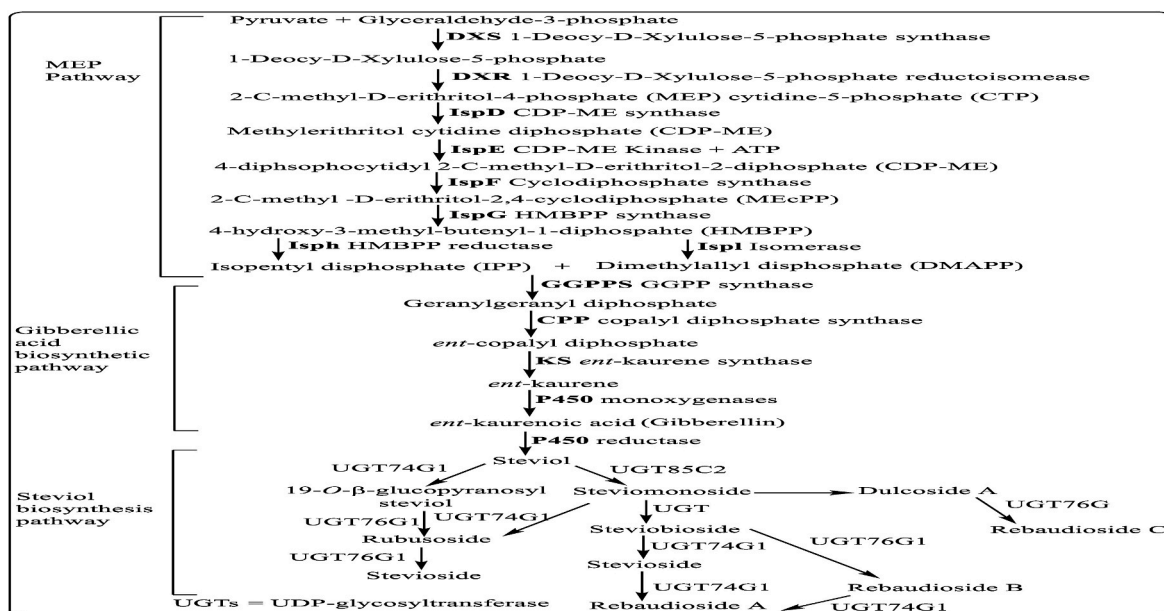 Pyruvate + Glyceraldehyde-3-phosphate
DXS 1-Deocy-D-Xylulose-5-phosphate synthase
MEP
Pathway
1-Deocy-D-Xylulose-5-phosphate
DXR 1-Deocy-D-Xylulose-5-phosphate reductoisomease
2-C-methyl-D-erithritol-4-phosphate (MEP) cytidine-5-phosphate (CTP)
IspD CDP-ME synthase
Methylerithritol cytidine diphosphate (CDP-ME)
IspE CDP-ME Kinase + ATP
4-diphsophocytidyl 2-C-methyl-D-erithritol-2-diphosphate (CDP-ME)
IspF Cyclodiphosphate synthase
2-C-methyl -D-erithritol-2,4-cyclodiphosphate (MEcPP)
IspG HMBPP synthase
4-hydroxy-3-methyl-butenyl-1-diphospahte (HMBPP)
Isph HMBPP reductase
IspI Isomerase
Isopentyl disphosphate (IPP) + Dimethylallyl disphosphate (DMAPP)
GGPPS GGPP synthase
Geranylgeranyl diphosphate
CPP copalyl diphosphate synthase
Gibberellic
acid
biosynthetic
pathway
ent-copalyl diphosphate
KS ent-kaurene synthase
ent-kaurene
P450 monoxygenases
ent-kaurenoic acid (Gibberellin)
P450 reductase
Steviol
UGT74G1
UGT85C2
Steviol
biosynthesis
pathway
19-O-β-glucopyranosyl
steviol
Steviomonoside
Dulcoside A
UGT76G1
UGT74G1
UGT
UGT76G
Rubusoside
Steviobioside
Rebaudioside C
UGT76G1
UGT74G1
UGT76G1
Stevioside
Stevioside
UGT74G1
Rebaudioside B
UGTs = UDP-glycosyltransferase
Rebaudioside A
UGT74G1